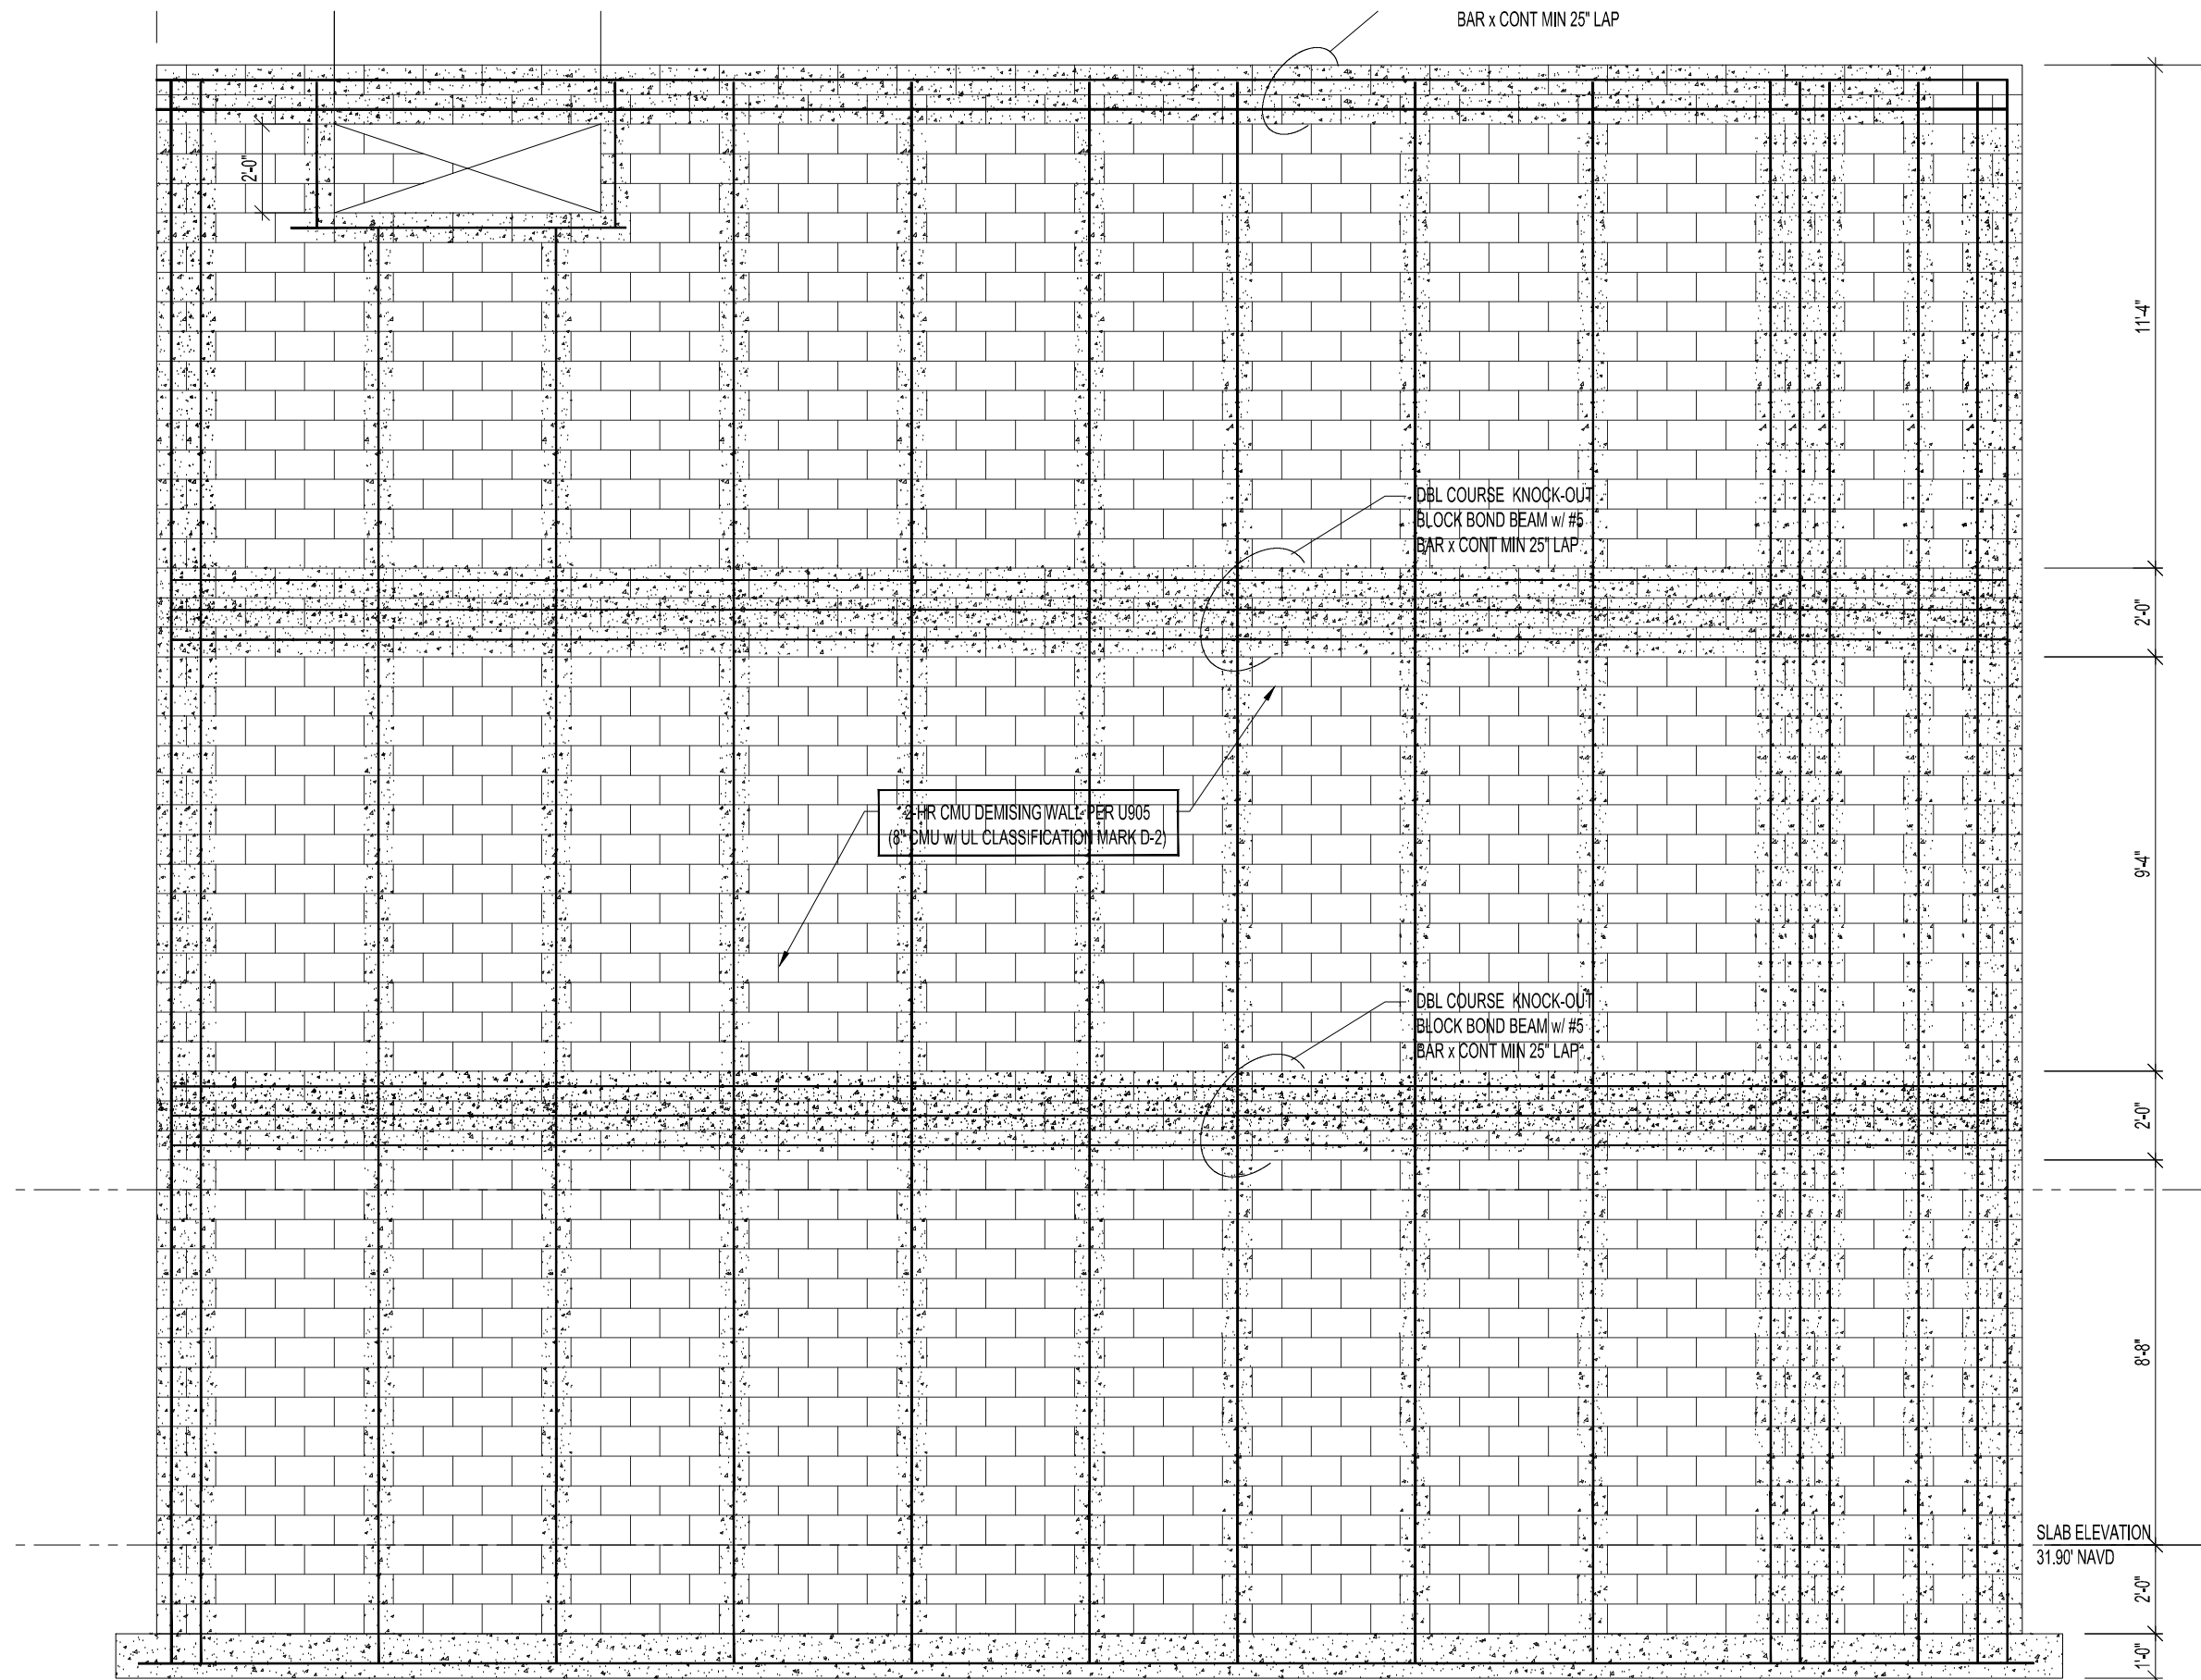 BAR x CONT MIN 25" LAP
2'-0"
11'-4"
DBL COURSE KNOCK-OUT
BLOCK BOND BEAM w/ #5
BAR x CONT MIN 25" LAP
2'-0"
2-HR CMU DEMISING WALL PER U905
(8" CMU w/ UL CLASSIFICATION MARK D-2)
9'-4"
DBL COURSE KNOCK-OUT
BLOCK BOND BEAM w/ #5
BAR x CONT MIN 25" LAP
2'-0"
8'-8"
SLAB ELEVATION
31.90' NAVD
2'-0"
1'-0"